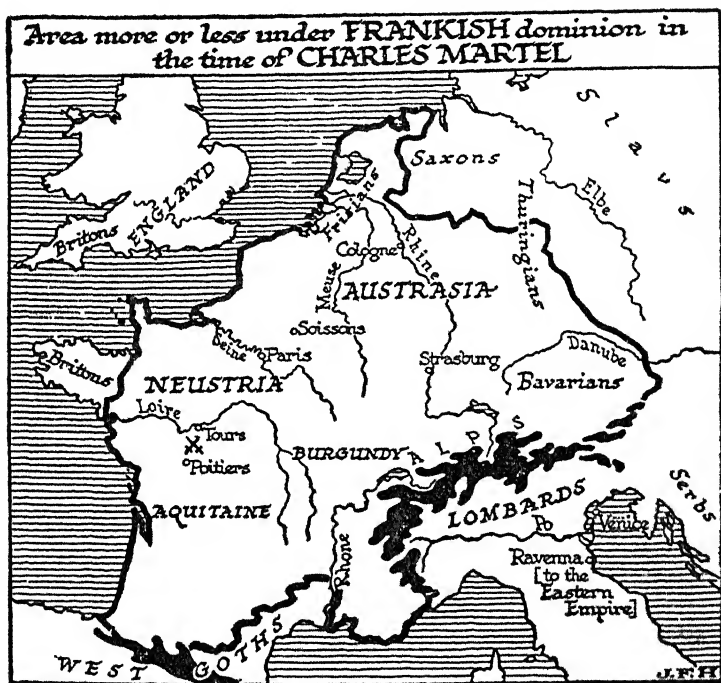 Area more or less under FRANKISH dominion in
the time of CHARLES MARTEL
Slavs
Saxons
ENGLAND
Britons
Frisians
Elbe
Thuringians
Cologne
Rhine
Meuse
AUSTRASIA
Soissons
Seine
Paris
Strasburg
Danube
Bavarians
Britons
NEUSTRIA
Loire
Tours
Poitiers
BURGUNDY
ALPS
AQUITAINE
LOMBARDS
Serbs
Po
Venice
Rhone
Ravenna
[to the
Eastern
Empire]
WEST GOTHS
J.F.H